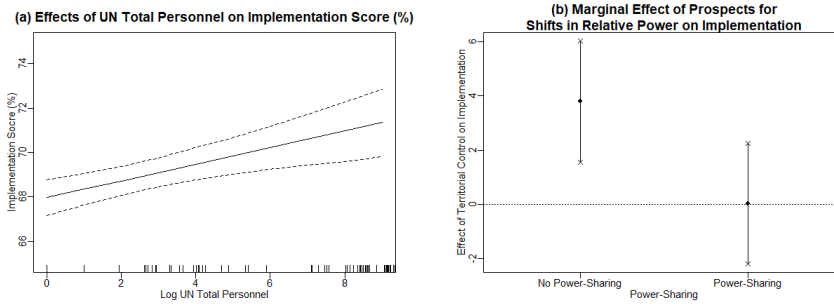 (a) Effects of UN Total Personnel on Implementation Score (%)
Implementation Socre (%)
74
72
70
68
66
0
2
4
6
8
Log UN Total Personnel
(b) Marginal Effect of Prospects for
Shifts in Relative Power on Implementation
Effect of Territorial Control on Implementation
6
4
2
0
-2
No Power-Sharing
Power-Sharing
Power-Sharing